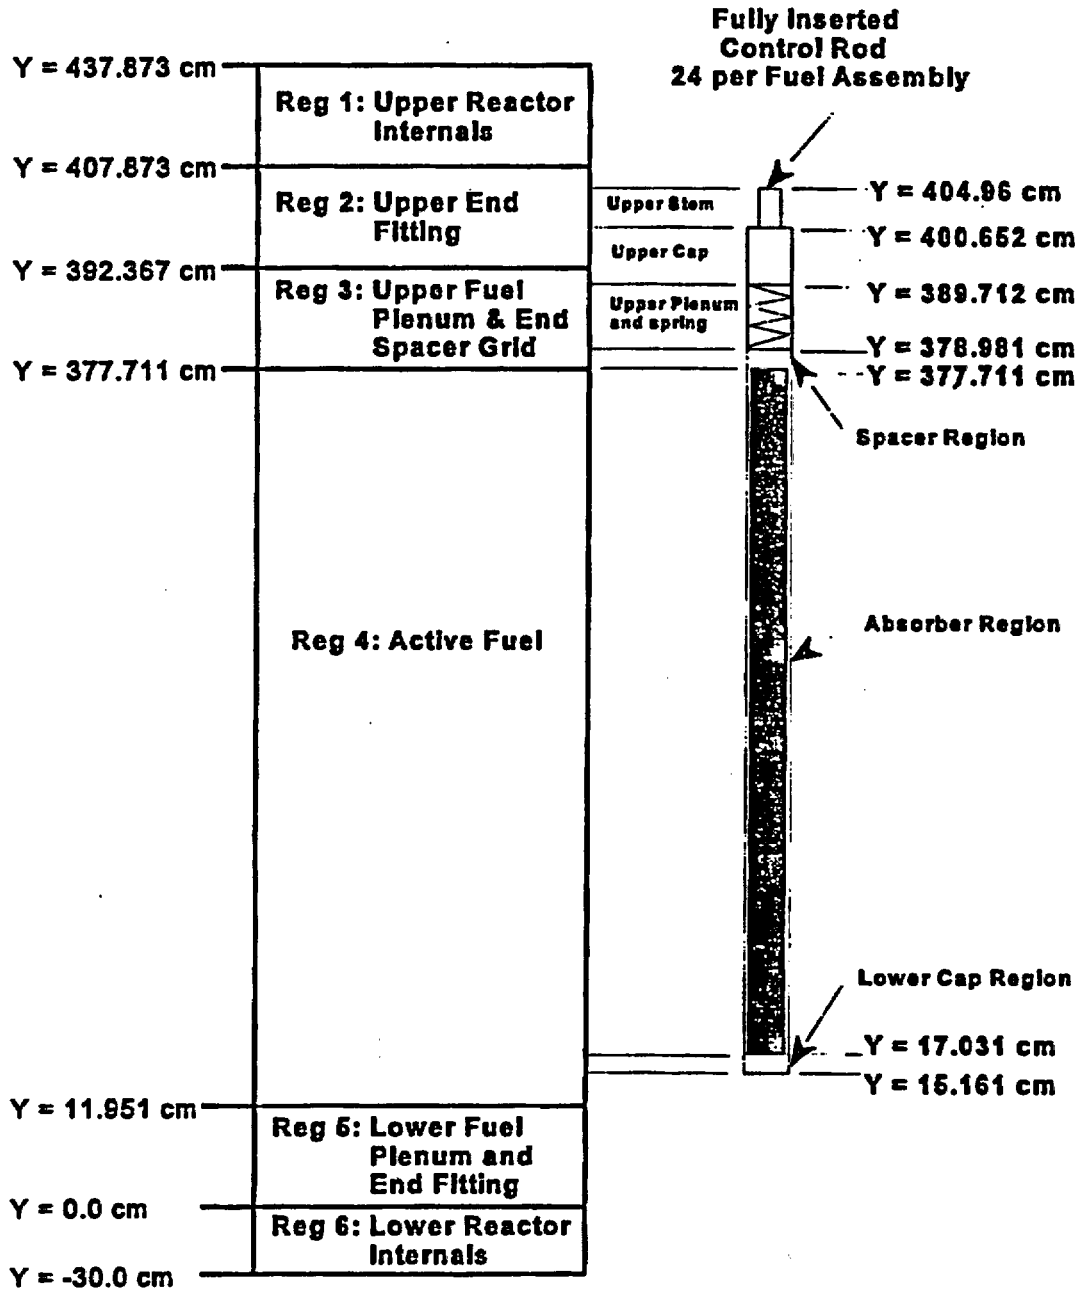 Fully Inserted
Control Rod
24 per Fuel Assembly
Y = 437.873 cm
Reg 1: Upper Reactor
Internals
Y = 407.873 cm
Reg 2: Upper End
Fitting
Y = 392.367 cm
Reg 3: Upper Fuel
Plenum & End
Spacer Grid
Y = 377.711 cm
Reg 4: Active Fuel
Y = 11.951 cm
Reg 5: Lower Fuel
Plenum and
End Fitting
Y = 0.0 cm
Reg 6: Lower Reactor
Internals
Y = -30.0 cm
Upper Stem
Upper Cap
Upper Plenum
and spring
Y = 404.96 cm
Y = 400.652 cm
Y = 389.712 cm
Y = 378.981 cm
Y = 377.711 cm
Spacer Region
Absorber Region
Lower Cap Region
Y = 17.031 cm
Y = 15.161 cm